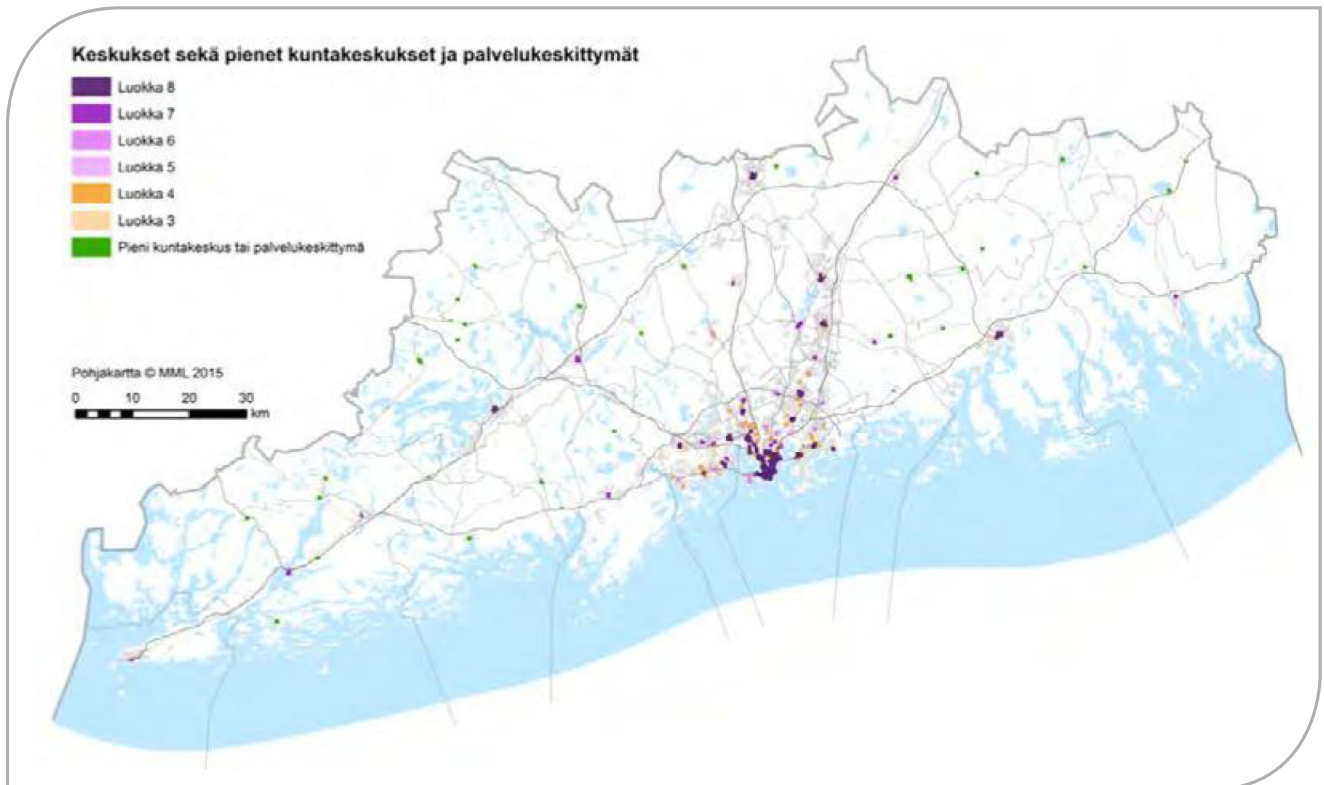 Keskukset sekä pienet kuntakeskukset ja palvelukeskittymät
Luokka 8
Luokka 7
Luokka 6
Luokka 5
Luokka 4
Luokka 3
Pieni kuntakeskus tai palvelukeskittymä
Pohjakartta © MML 2015
0 10 20 30
km